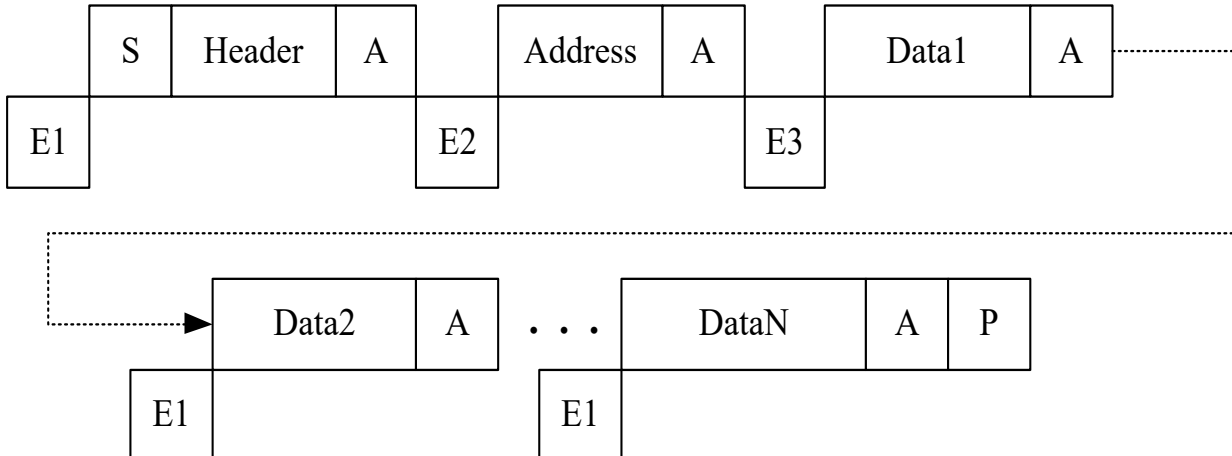 S Header A Address A Data1 A
E1 E2 E3
Data2 A . . . DataN A P
E1 E1